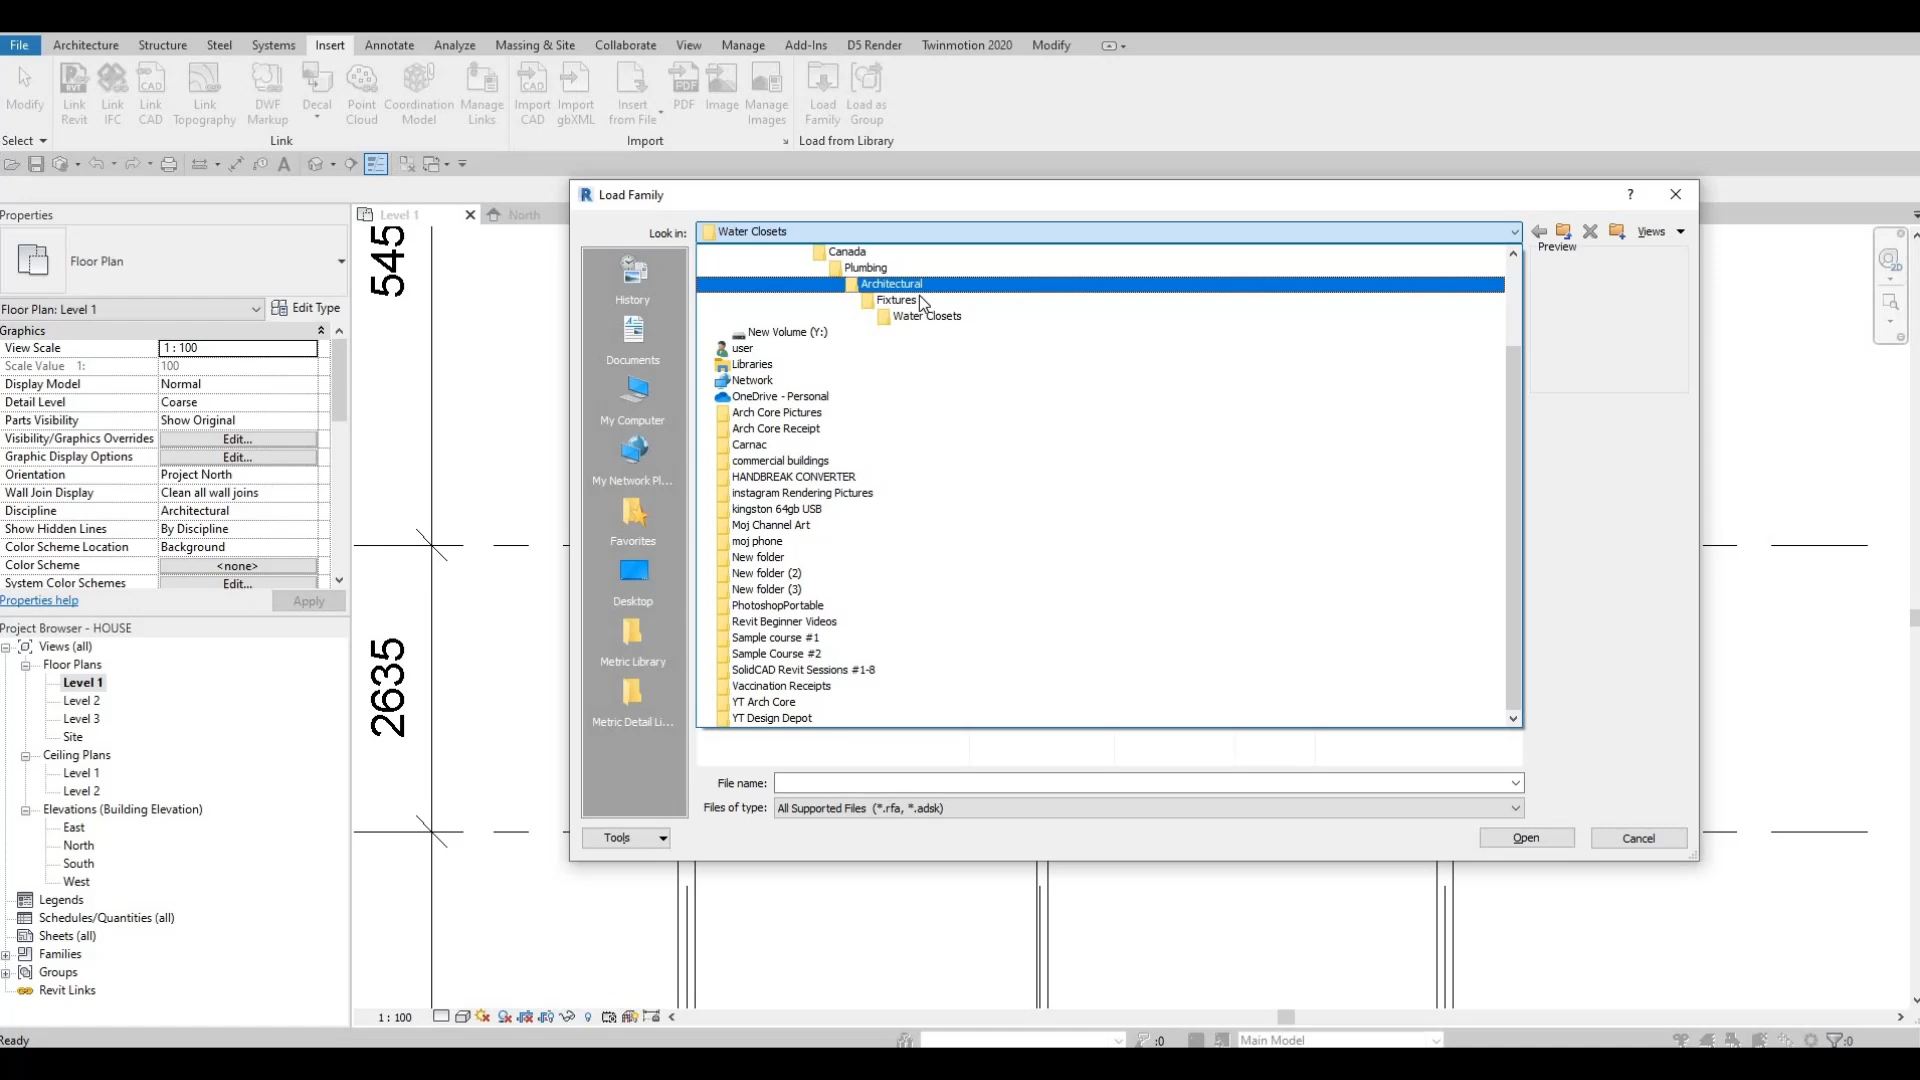 File Architecture Structure Steel Systems Insert Annotate Analyze Massing & Site Collaborate View Manage Add-Ins D5 Render Twinmotion 2020 Modify
Modify Link Revit Link IFC Link CAD Link Topography DWF Markup Decal Point Cloud Coordination Model Manage Links Import CAD Import gbXML Insert from File PDF Image Manage Images Load Family Load as Group
Select Link Import Load from Library
Properties
Level 1 North
Floor Plan
Floor Plan: Level 1 Edit Type
Graphics
View Scale 1 : 100
Scale Value 1: 100
Display Model Normal
Detail Level Coarse
Parts Visibility Show Original
Visibility/Graphics Overrides Edit...
Graphic Display Options Edit...
Orientation Project North
Wall Join Display Clean all wall joins
Discipline Architectural
Show Hidden Lines By Discipline
Color Scheme Location Background
Color Scheme <none>
System Color Schemes Edit...
Properties help Apply
Project Browser - HOUSE
Views (all)
Floor Plans
Level 1
Level 2
Level 3
Site
Ceiling Plans
Level 1
Level 2
Elevations (Building Elevation)
East
North
South
West
Legends
Schedules/Quantities (all)
Sheets (all)
Families
Groups
Revit Links
545
2635
R Load Family ?
Look in: Water Closets Views
Preview
History
Documents
My Computer
My Network Pl...
Favorites
Desktop
Metric Library
Metric Detail Li...
Canada
Plumbing
Architectural
Fixtures
Water Closets
New Volume (Y:)
user
Libraries
Network
OneDrive - Personal
Arch Core Pictures
Arch Core Receipt
Carnac
commercial buildings
HANDBREAK CONVERTER
instagram Rendering Pictures
kingston 64gb USB
Moj Channel Art
moj phone
New folder
New folder (2)
New folder (3)
PhotoshopPortable
Revit Beginner Videos
Sample course #1
Sample Course #2
SolidCAD Revit Sessions #1-8
Vaccination Receipts
YT Arch Core
YT Design Depot
File name:
Files of type: All Supported Files (*.rfa, *.adsk)
Tools Open Cancel
2D
1 : 100
Ready :0 Main Model :0